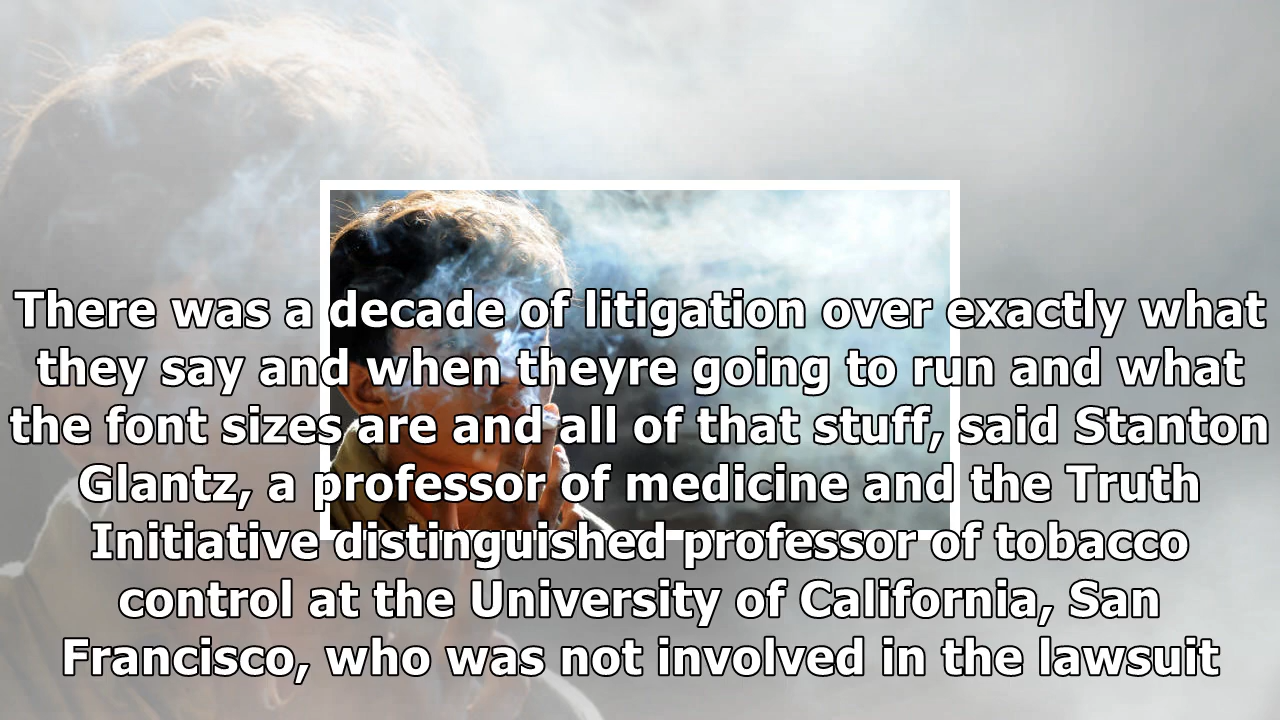 There was a decade of litigation over exactly what
they say and when theyre going to run and what
the font sizes are and all of that stuff, said Stanton
Glantz, a professor of medicine and the Truth
Initiative distinguished professor of tobacco
control at the University of California, San
Francisco, who was not involved in the lawsuit